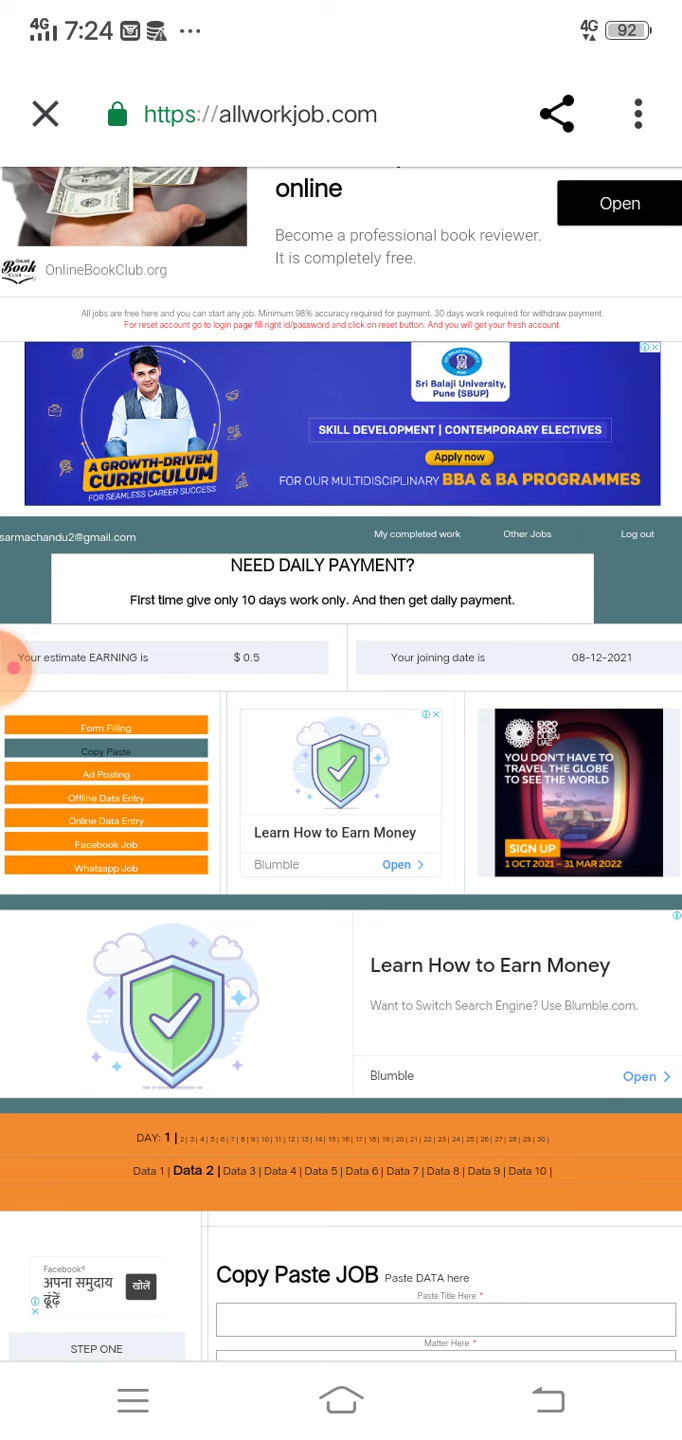 4G 7:24 ... 4G 92
https://allworkjob.com
online
Open
Become a professional book reviewer.
It is completely free.
ONLINE Book CLUB.ORG OnlineBookClub.org
All jobs are free here and you can start any job. Minimum 98% accuracy required for payment. 30 days work required for withdraw payment.
For reset account go to login page fill right id/password and click on reset button. And you will get your fresh account.
Sri Balaji University,
Pune (SBUP)
SKILL DEVELOPMENT | CONTEMPORARY ELECTIVES
Apply now
A GROWTH-DRIVEN
CURRICULUM
FOR SEAMLESS CAREER SUCCESS
FOR OUR MULTIDISCIPLINARY BBA & BA PROGRAMMES
sarmachandu2@gmail.com
My completed work Other Jobs Log out
NEED DAILY PAYMENT?
First time give only 10 days work only. And then get daily payment.
Your estimate EARNING is $ 0.5
Your joining date is 08-12-2021
Form Filling
Copy Paste
Ad Posting
Offline Data Entry
Online Data Entry
Facebook Job
Whatsapp Job
Learn How to Earn Money
Blumble Open >
EXPO
2020
DUBAI
UAE
YOU DON'T HAVE TO
TRAVEL THE GLOBE
TO SEE THE WORLD
SIGN UP
1 OCT 2021 – 31 MAR 2022
Learn How to Earn Money
Want to Switch Search Engine? Use Blumble.com.
Blumble Open >
DAY: 1 | 2| 3| 4| 5| 6| 7| 8| 9| 10| 11| 12| 13| 14| 15| 16| 17| 18| 19| 20| 21| 22| 23| 24| 25| 26| 27| 28| 29| 30|
Data 1 | Data 2 | Data 3 | Data 4 | Data 5 | Data 6 | Data 7 | Data 8 | Data 9 | Data 10 |
Facebook®
अपना समुदाय
ढूंढ़ें
खोलें
STEP ONE
Copy Paste JOB Paste DATA here
Paste Title Here *
Matter Here *